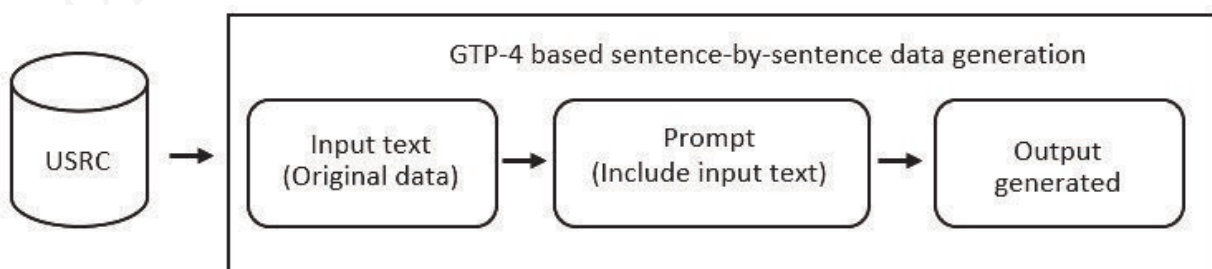 GTP-4 based sentence-by-sentence data generation
USRC
Input text
(Original data)
Prompt
(Include input text)
Output
generated